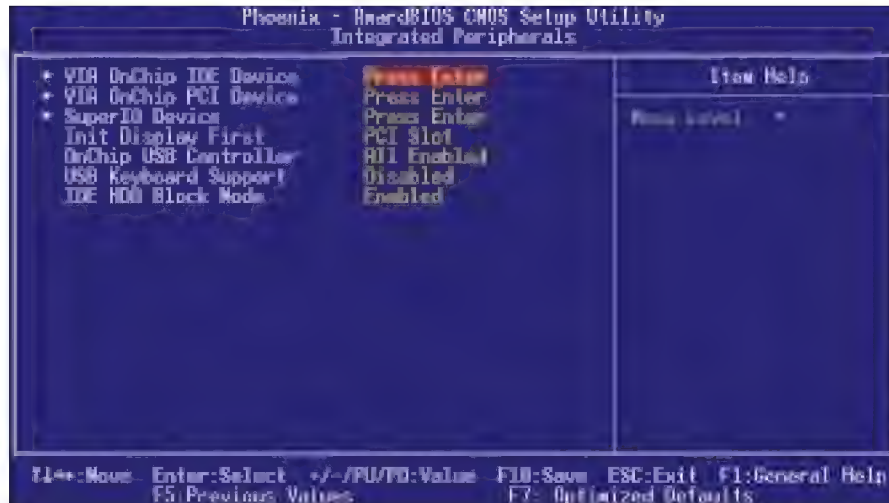 Phoenix - AwardBIOS CMOS Setup Utility
Integrated Peripherals
VIA OnChip IDE Device Press Enter
VIA OnChip PCI Device Press Enter
SuperIO Device Press Enter
Init Display First PCI Slot
OnChip USB Controller All Enabled
USB Keyboard Support Disabled
IDE HDD Block Mode Enabled
Item Help
Menu Level
:Move Enter:Select +/-/PU/PD:Value F10:Save ESC:Exit F1:General Help
F5:Previous Values F7: Optimized Defaults